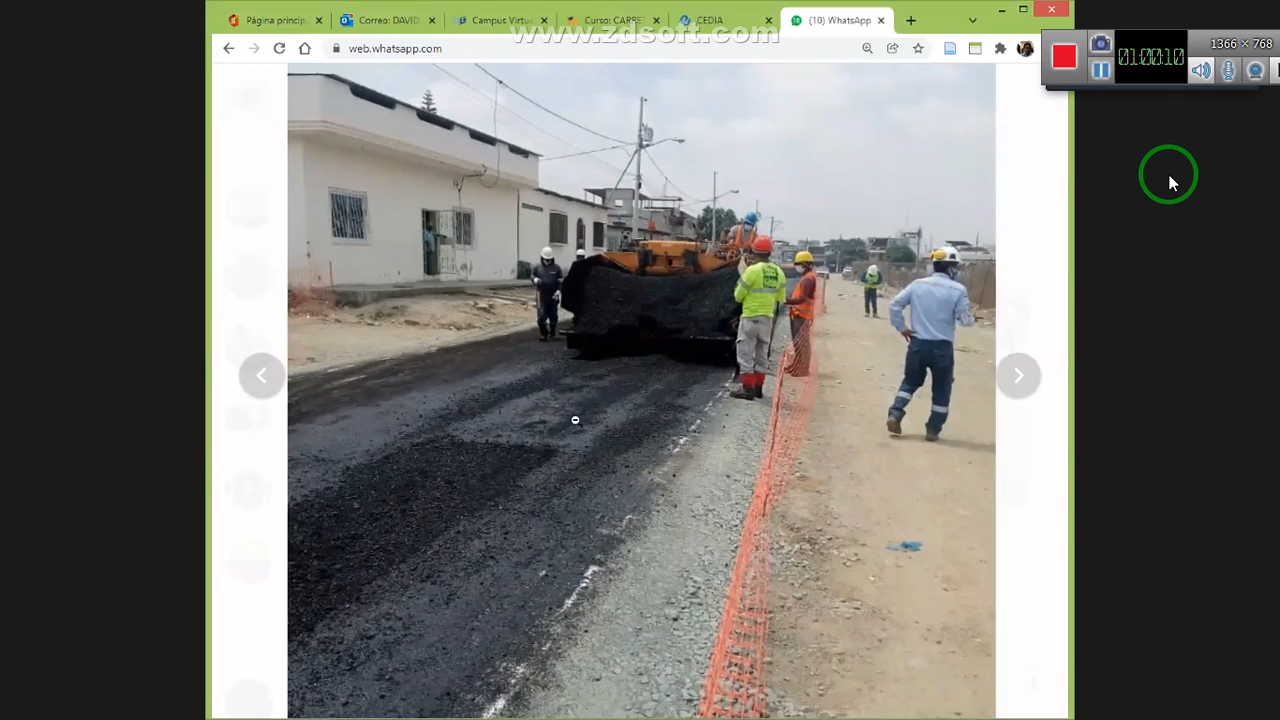 Página princip
Correo: DAVID
Campus Virtu
Curso: CARRET
CEDIA
(10) WhatsApp
www.zdsoft.com
web.whatsapp.com
01:00:10
1366 × 768